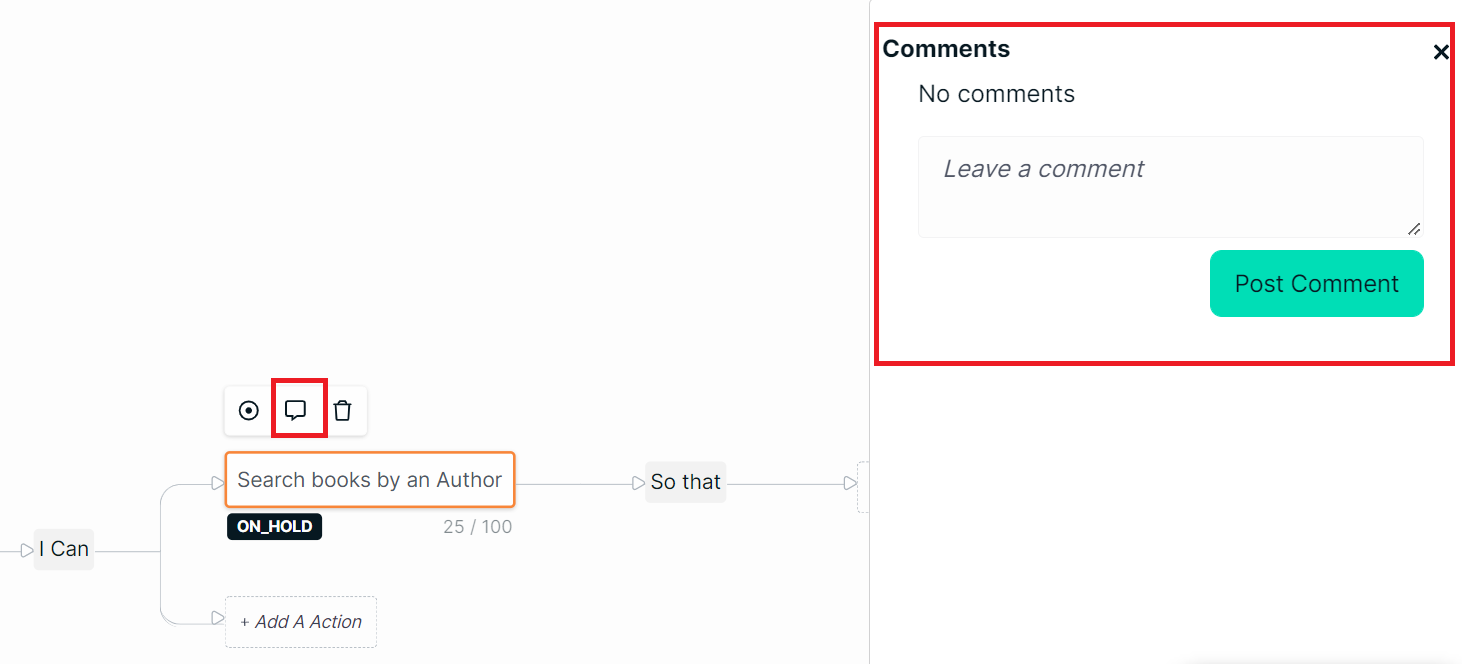 Comments
No comments
Leave a comment
Post Comment
Search books by an Author
So that
ON_HOLD
25 / 100
I Can
+ Add A Action